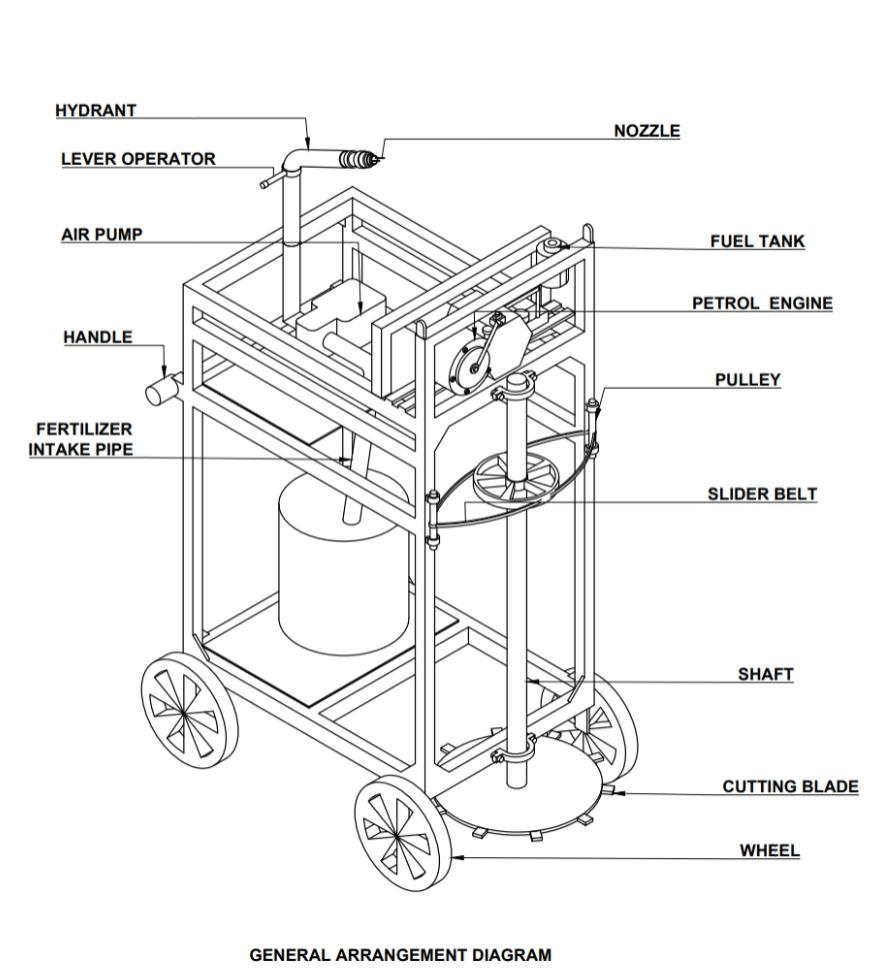 HYDRANT
NOZZLE
LEVER OPERATOR
AIR PUMP
FUEL TANK
PETROL ENGINE
HANDLE
PULLEY
FERTILIZER
INTAKE PIPE
SLIDER BELT
SHAFT
CUTTING BLADE
WHEEL
GENERAL ARRANGEMENT DIAGRAM